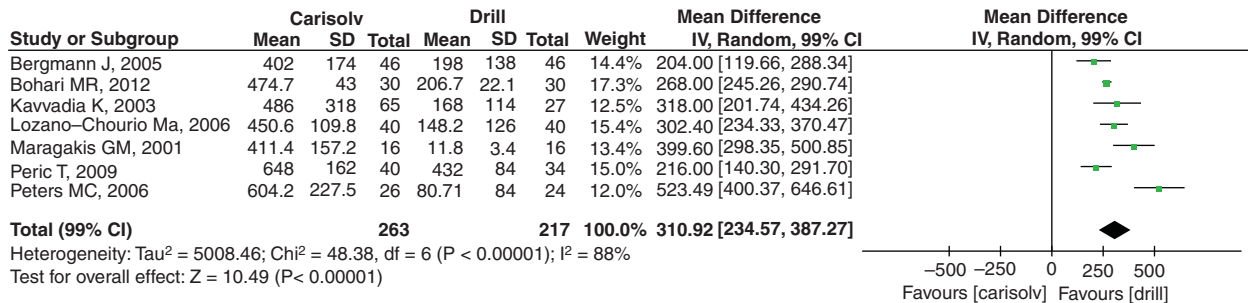 Carisolv Drill Mean Difference Mean Difference
Study or Subgroup Mean SD Total Mean SD Total Weight IV, Random, 99% CI IV, Random, 99% CI
Bergmann J, 2005 402 174 46 198 138 46 14.4% 204.00 [119.66, 288.34]
Bohari MR, 2012 474.7 43 30 206.7 22.1 30 17.3% 268.00 [245.26, 290.74]
Kavvadia K, 2003 486 318 65 168 114 27 12.5% 318.00 [201.74, 434.26]
Lozano–Chourio Ma, 2006 450.6 109.8 40 148.2 126 40 15.4% 302.40 [234.33, 370.47]
Maragakis GM, 2001 411.4 157.2 16 11.8 3.4 16 13.4% 399.60 [298.35, 500.85]
Peric T, 2009 648 162 40 432 84 34 15.0% 216.00 [140.30, 291.70]
Peters MC, 2006 604.2 227.5 26 80.71 84 24 12.0% 523.49 [400.37, 646.61]
Total (99% CI) 263 217 100.0% 310.92 [234.57, 387.27]
Heterogeneity: Tau² = 5008.46; Chi² = 48.38, df = 6 (P < 0.00001); I² = 88%
Test for overall effect: Z = 10.49 (P< 0.00001)
–500 –250 0 250 500
Favours [carisolv] Favours [drill]